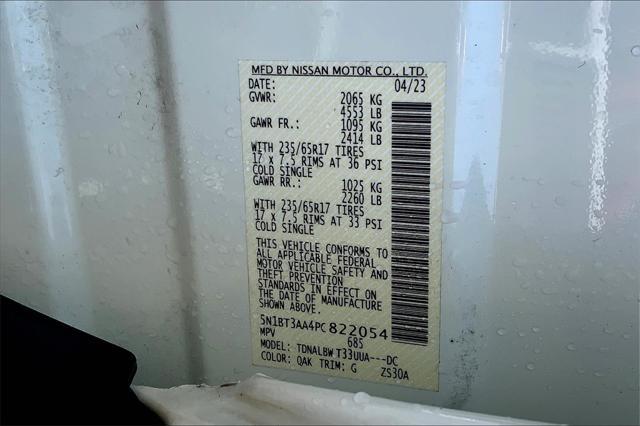 MFD BY NISSAN MOTOR CO., LTD.
DATE: 04/23
GVWR: 2065 KG
4553 LB
GAWR FR.: 1095 KG
2414 LB
WITH 235/65R17 TIRES
17 x 7.5 RIMS AT 36 PSI
COLD SINGLE
GAWR RR.: 1025 KG
2260 LB
WITH 235/65R17 TIRES
17 x 7.5 RIMS AT 33 PSI
COLD SINGLE
THIS VEHICLE CONFORMS TO
ALL APPLICABLE FEDERAL
MOTOR VEHICLE SAFETY AND
THEFT PREVENTION
STANDARDS IN EFFECT ON
THE DATE OF MANUFACTURE
SHOWN ABOVE.
5N1BT3AA4PC822054
MPV 685
MODEL: TDNALBW T33UUA---DC
COLOR: QAK TRIM: G ZS30A